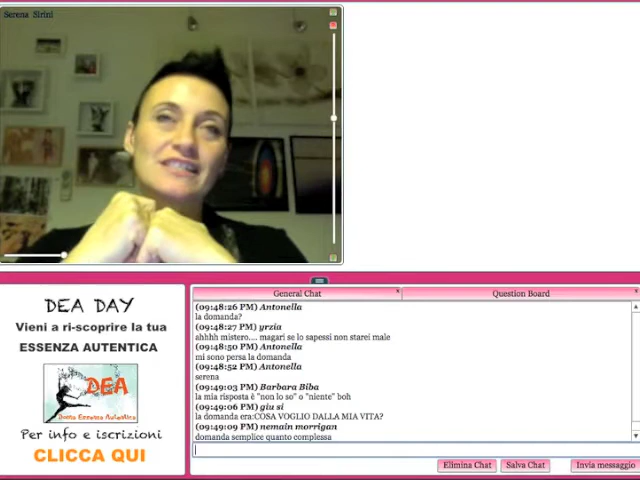 Serena Sirini
DEA DAY
Vieni a ri-scoprire la tua
ESSENZA AUTENTICA
DEA
Donta Essenza Autentica
Per info e iscrizioni
CLICCA QUI
General Chat
Question Board
(09:48:26 PM) Antonella
la domanda?
(09:48:27 PM) yrzia
ahhhh mistero.... magari se lo sapessi non starei male
(09:48:50 PM) Antonella
mi sono persa la domanda
(09:48:52 PM) Antonella
serena
(09:49:03 PM) Barbara Biba
la mia risposta è "non lo so" o "niente" boh
(09:49:06 PM) giu si
la domanda era:COSA VOGLIO DALLA MIA VITA?
(09:49:09 PM) nemain morrigan
domanda semplice quanto complessa
Elimina Chat
Salva Chat
Invia messaggio